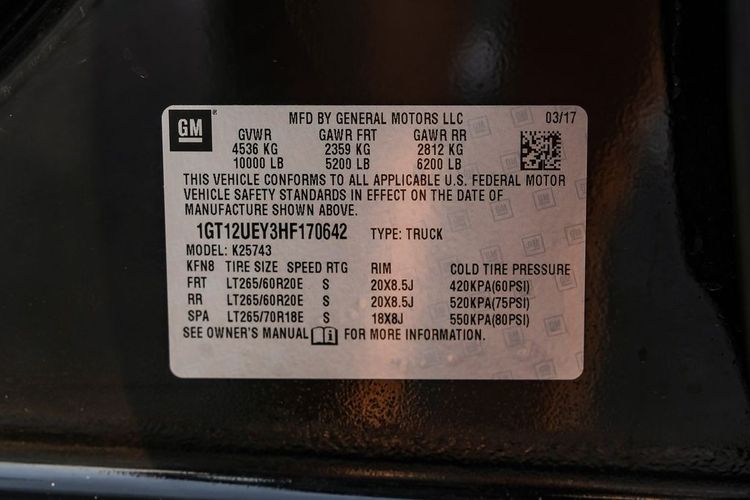 GM
MFD BY GENERAL MOTORS LLC 03/17
GVWR GAWR FRT GAWR RR
4536 KG 2359 KG 2812 KG
10000 LB 5200 LB 6200 LB
THIS VEHICLE CONFORMS TO ALL APPLICABLE U.S. FEDERAL MOTOR
VEHICLE SAFETY STANDARDS IN EFFECT ON THE DATE OF
MANUFACTURE SHOWN ABOVE.
1GT12UEY3HF170642 TYPE: TRUCK
MODEL: K25743
KFN8 TIRE SIZE SPEED RTG RIM COLD TIRE PRESSURE
FRT LT265/60R20E S 20X8.5J 420KPA(60PSI)
RR LT265/60R20E S 20X8.5J 520KPA(75PSI)
SPA LT265/70R18E S 18X8J 550KPA(80PSI)
SEE OWNER'S MANUAL i FOR MORE INFORMATION.